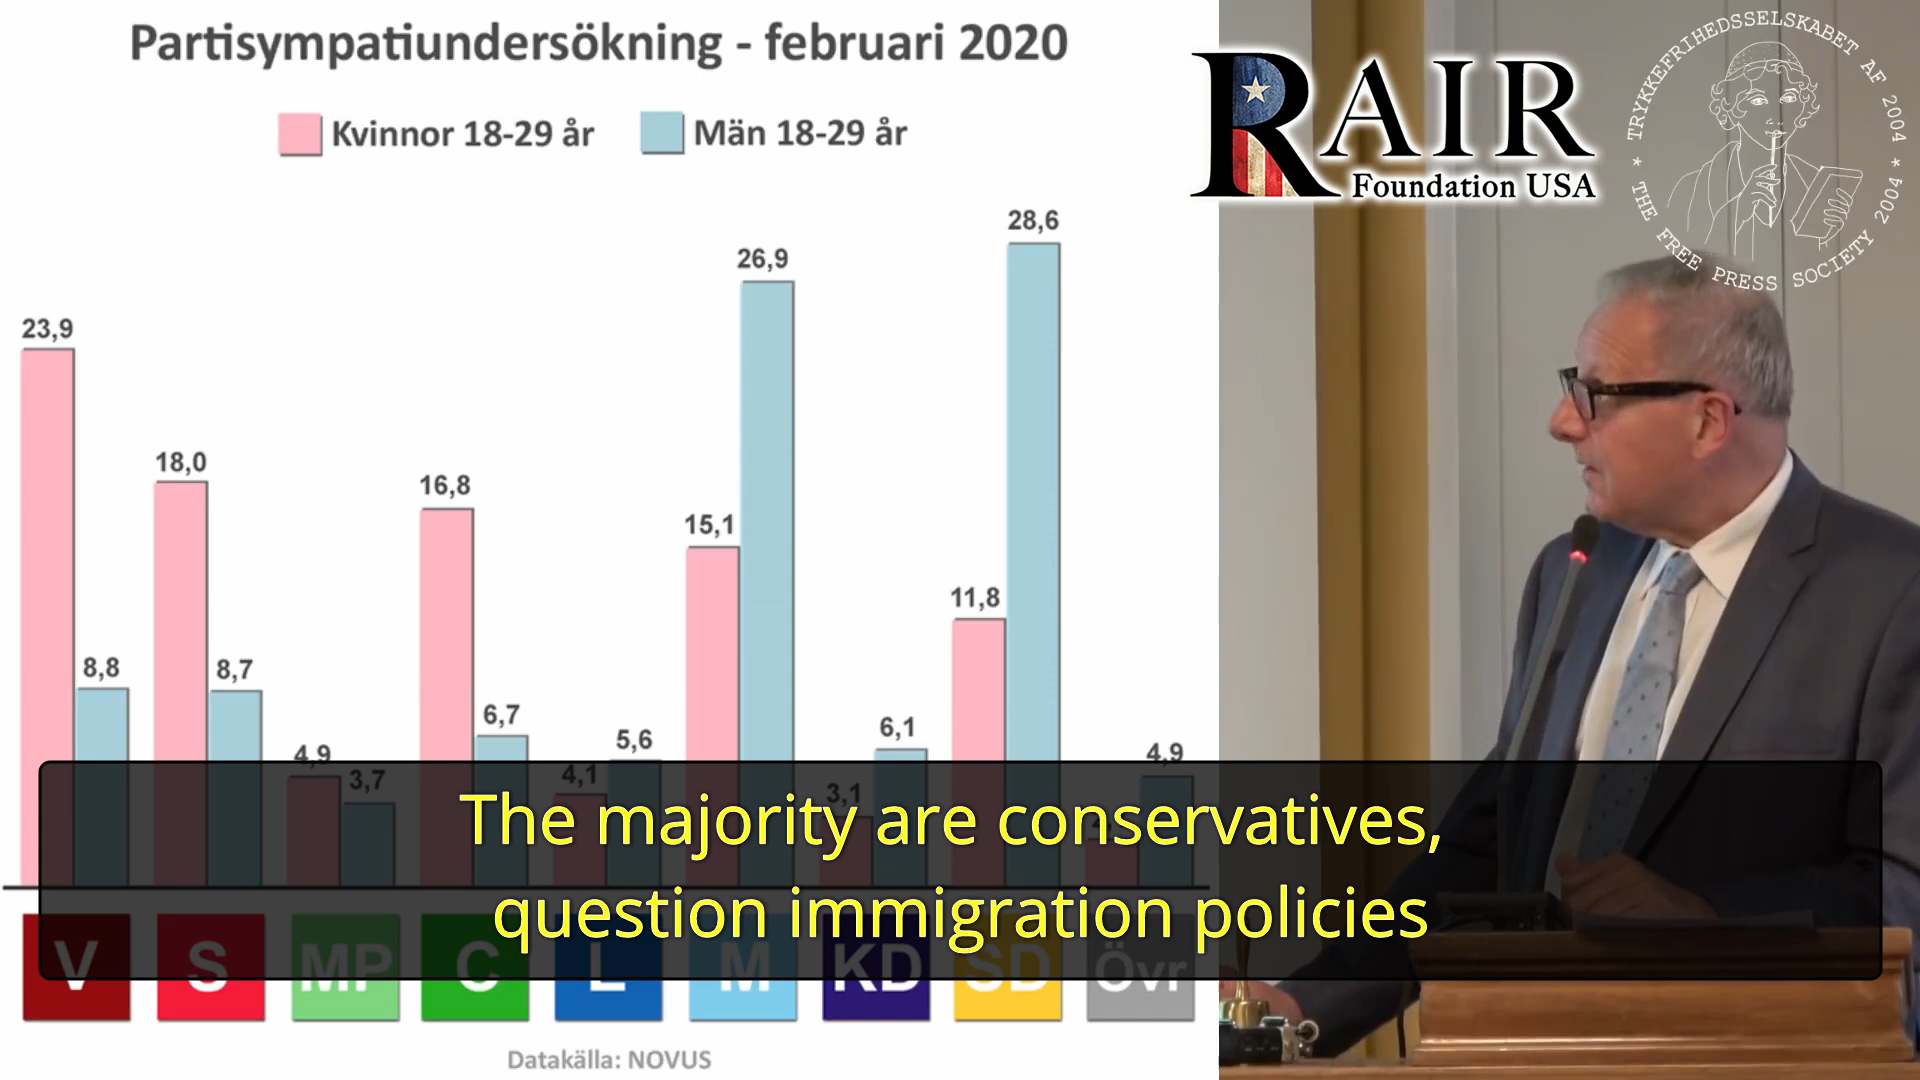 Partisympatiundersökning - februari 2020
Kvinnor 18-29 år
Män 18-29 år
23,9
8,8
18,0
8,7
4,9
3,7
16,8
6,7
4,1
5,6
15,1
26,9
3,1
6,1
11,8
28,6
4,9
V
S
MP
C
L
M
KD
SD
Övr
Datakälla: NOVUS
RAIR
Foundation USA
* TRYKKEFRIHEDSSELSKABET AF 2004 *
THE FREE PRESS SOCIETY 2004
The majority are conservatives,
question immigration policies